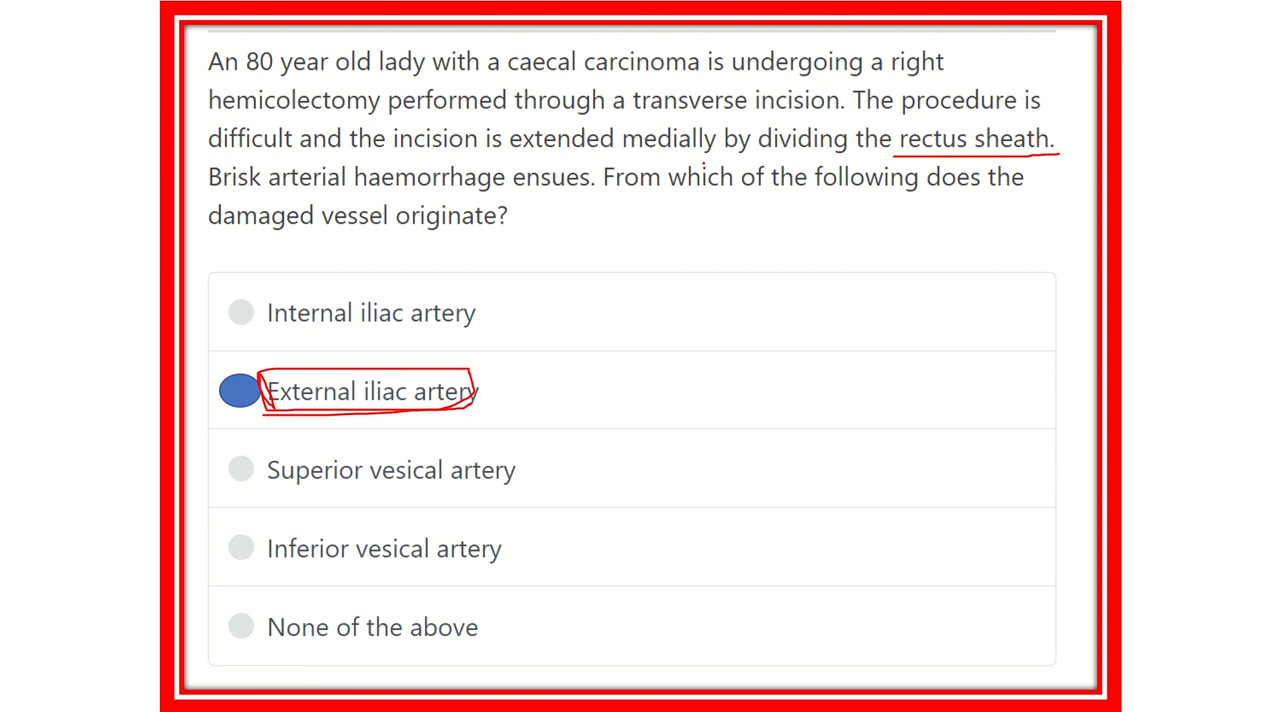 An 80 year old lady with a caecal carcinoma is undergoing a right
hemicolectomy performed through a transverse incision. The procedure is
difficult and the incision is extended medially by dividing the rectus sheath.
Brisk arterial haemorrhage ensues. From which of the following does the
damaged vessel originate?
Internal iliac artery
External iliac artery
Superior vesical artery
Inferior vesical artery
None of the above